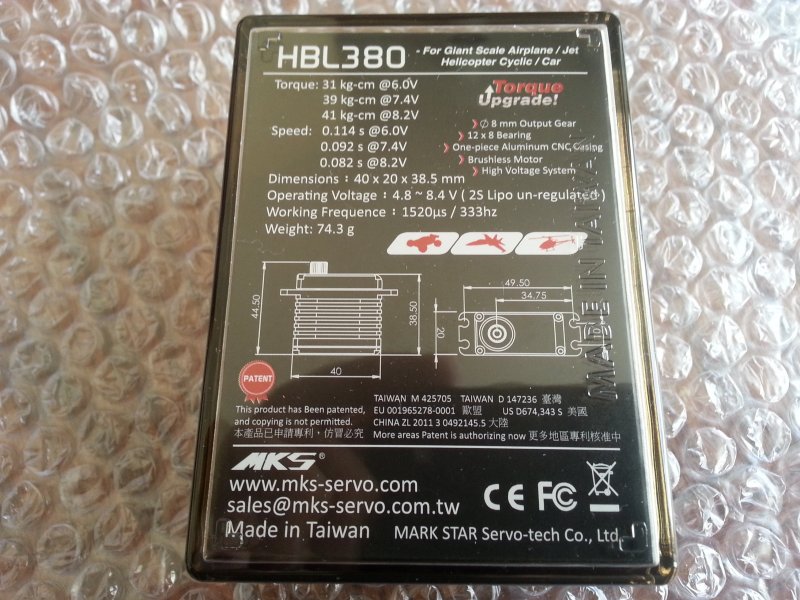 HBL380 - For Giant Scale Airplane / Jet
Helicopter Cyclic / Car
Torque: 31 kg-cm @6.0V
39 kg-cm @7.4V
41 kg-cm @8.2V
Speed: 0.114 s @6.0V
0.092 s @7.4V
0.082 s @8.2V
Torque
Upgrade!
Ø 8 mm Output Gear
12 x 8 Bearing
One-piece Aluminum CNC Casing
Brushless Motor
High Voltage System
Dimensions : 40 x 20 x 38.5 mm
Operating Voltage : 4.8 ~ 8.4 V ( 2S Lipo un-regulated )
Working Frequence : 1520μs / 333hz
Weight: 74.3 g
MADE IN TAIWAN
44.50
38.50
40
49.50
34.75
20
PATENT
This product has Been patented,
and copying is not permitted.
本產品已申請專利，仿冒必究
TAIWAN M 425705 TAIWAN D 147236 臺灣
EU 001965278-0001 歐盟 US D674,343 S 美國
CHINA ZL 2011 3 0492145.5 大陸
More areas Patent is authorizing now 更多地區專利核准中
MKS®
www.mks-servo.com
sales@mks-servo.com.tw
Made in Taiwan
CE FC
MARK STAR Servo-tech Co., Ltd.